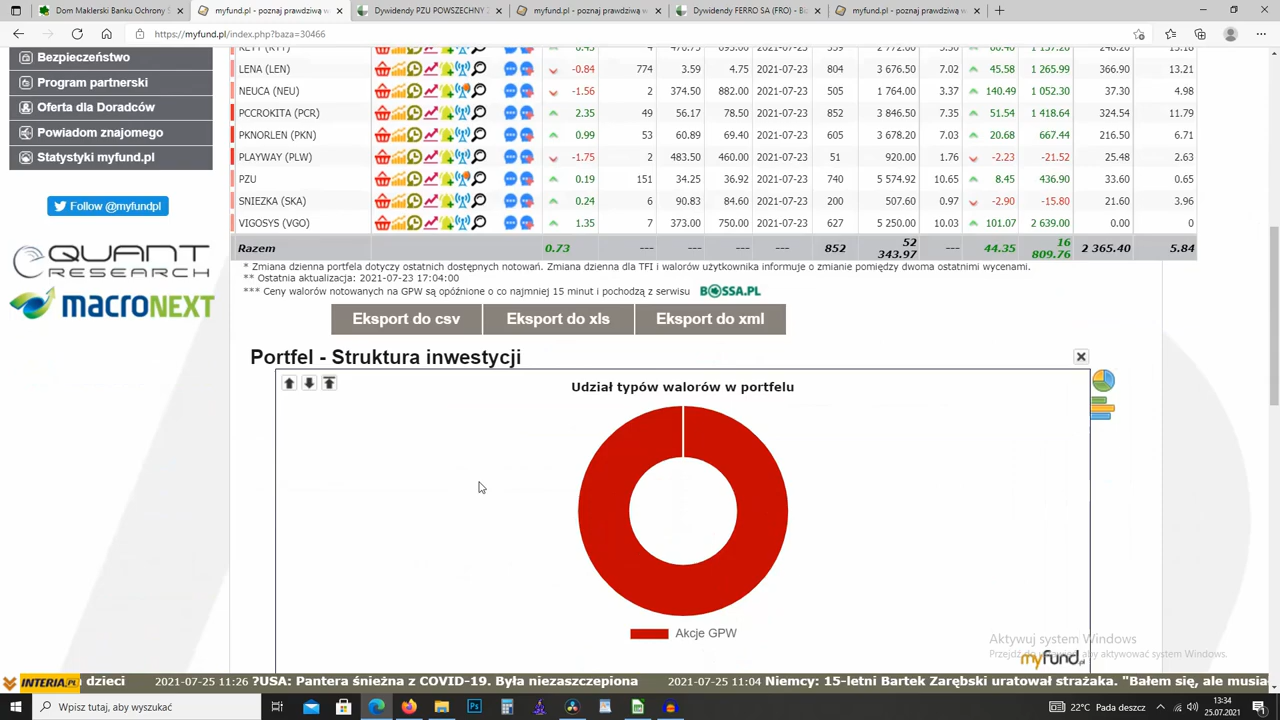 Dom Maklerski Banku Ochrony Ś
myfund.pl - poznaj prawdziwą w
Dywidendy PZU POWSZECHNY Z
myfund.pl - poznaj prawdziwą w
Dywidendy FERRO SA (FRO) - Bo
myfund.pl - poznaj prawdziwą w
https://myfund.pl/index.php?baza=30466
Bezpieczeństwo
Program partnerski
Oferta dla Doradców
Powiadom znajomego
Statystyki myfund.pl
Follow @myfundpl
QUANT
RESEARCH
MACRONEXT
LENA (LEN) -0.84 774 3.59 4.75 2021-07-23 804 3 676.50 7.02 45.58 1 265.99 366.90 13.21
NEUCA (NEU) -1.56 2 374.50 882.00 2021-07-23 505 1 764.00 3.37 140.49 1 052.30 37.30 4.98
PCCROKITA (PCR) 2.35 49 56.17 78.50 2021-07-23 852 3 846.50 7.35 51.54 1 418.64 324.54 11.79
PKNORLEN (PKN) 0.99 53 60.89 69.40 2021-07-23 605 3 678.20 7.03 20.68 667.44 216.50 6.71
PLAYWAY (PLW) -1.75 2 483.50 460.00 2021-07-23 51 920.00 1.76 -2.23 -21.52 25.48 2.63
PZU 0.19 151 34.25 36.92 2021-07-23 740 5 574.92 10.65 8.45 436.90 33.60 0.65
SNIEZKA (SKA) 0.24 6 90.83 84.60 2021-07-23 200 507.60 0.97 -2.90 -15.80 21.60 3.96
VIGOSYS (VGO) 1.35 7 373.00 750.00 2021-07-23 627 5 250.00 10.03 101.07 2 639.00 0.00
Razem 0.73 --- --- --- --- 852 52 343.97 --- 44.35 16 809.76 2 365.40 5.84
* Zmiana dzienna portfela dotyczy ostatnich dostępnych notowań. Zmiana dzienna dla TFI i walorów użytkownika informuje o zmianie pomiędzy dwoma ostatnimi wycenami.
** Ostatnia aktualizacja: 2021-07-23 17:04:00
*** Ceny walorów notowanych na GPW są opóźnione o co najmniej 15 minut i pochodzą z serwisu BOSSA.PL
Eksport do csv
Eksport do xls
Eksport do xml
Portfel - Struktura inwestycji
Udział typów walorów w portfelu
Akcje GPW
Aktywuj system Windows
myfund.pl
INTERIA.PL
dzieci 2021-07-25 11:26 ?USA: Pantera śnieżna z COVID-19. Była niezaszczepiona 2021-07-25 11:04 Niemcy: 15-letni Bartek Zarębski uratował strażaka. "Bałem się, ale musia
Wpisz tutaj, aby wyszukać
22°C Pada deszcz
13:34
25.07.2021